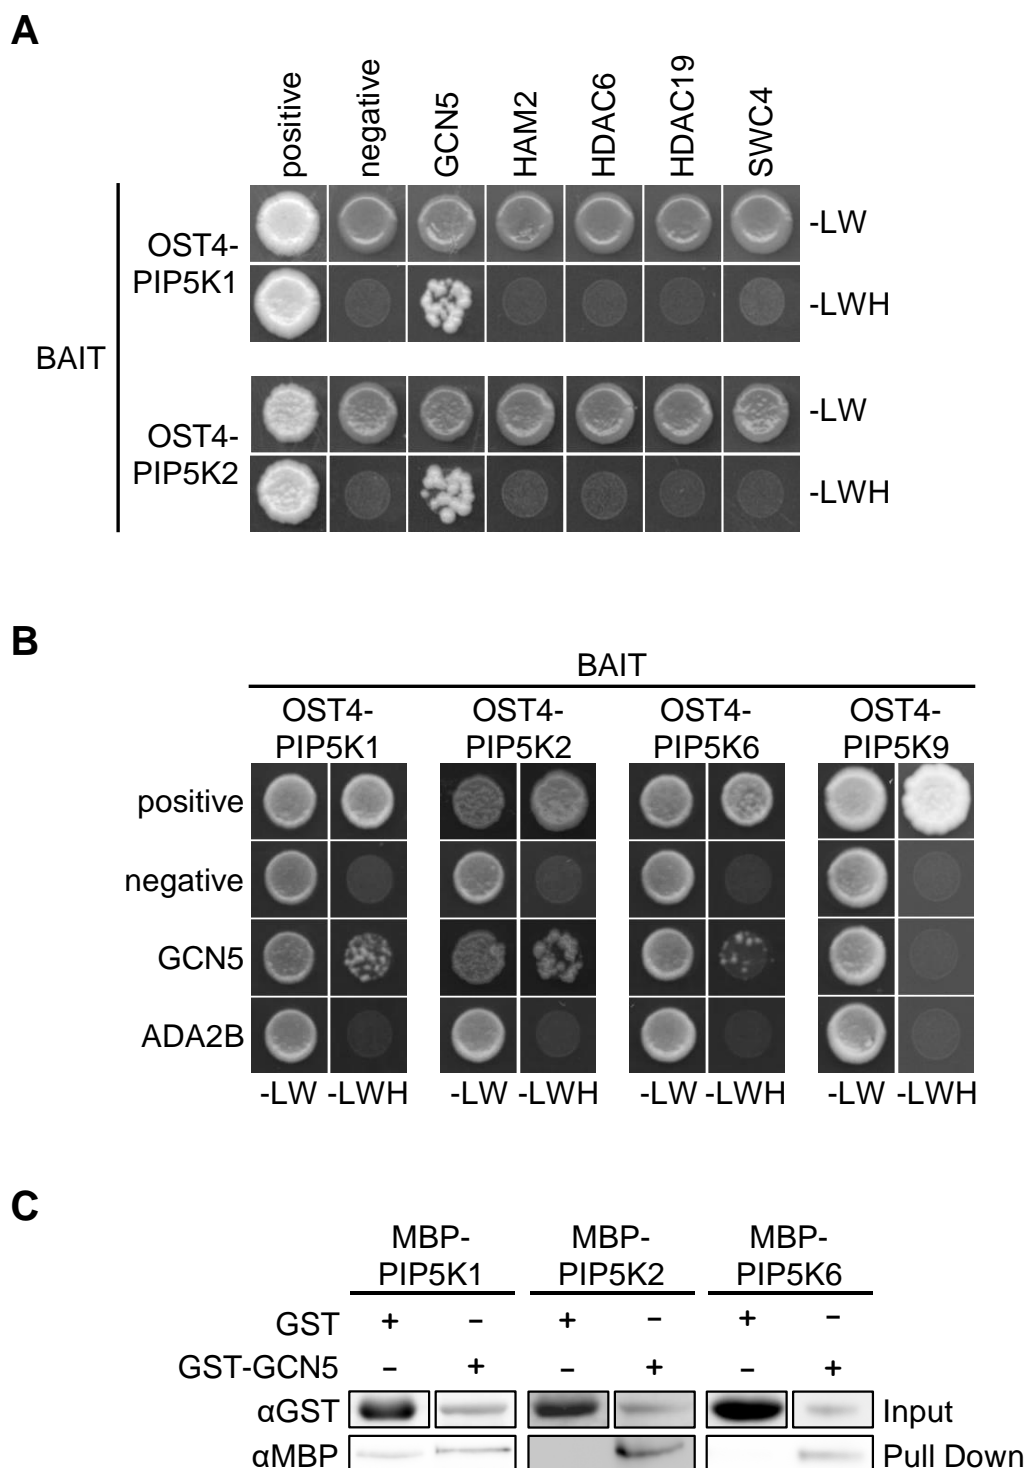 A
positive negative GCN5 HAM2 HDAC6 HDAC19 SWC4
BAIT
OST4-
PIP5K1
-LW
-LWH
OST4-
PIP5K2
-LW
-LWH
B
BAIT
OST4- OST4- OST4- OST4-
PIP5K1 PIP5K2 PIP5K6 PIP5K9
positive
negative
GCN5
ADA2B
-LW -LWH -LW -LWH -LW -LWH -LW -LWH
C
MBP- MBP- MBP-
PIP5K1 PIP5K2 PIP5K6
GST + – + – + –
GST-GCN5 – + – + – +
αGST Input
αMBP Pull Down